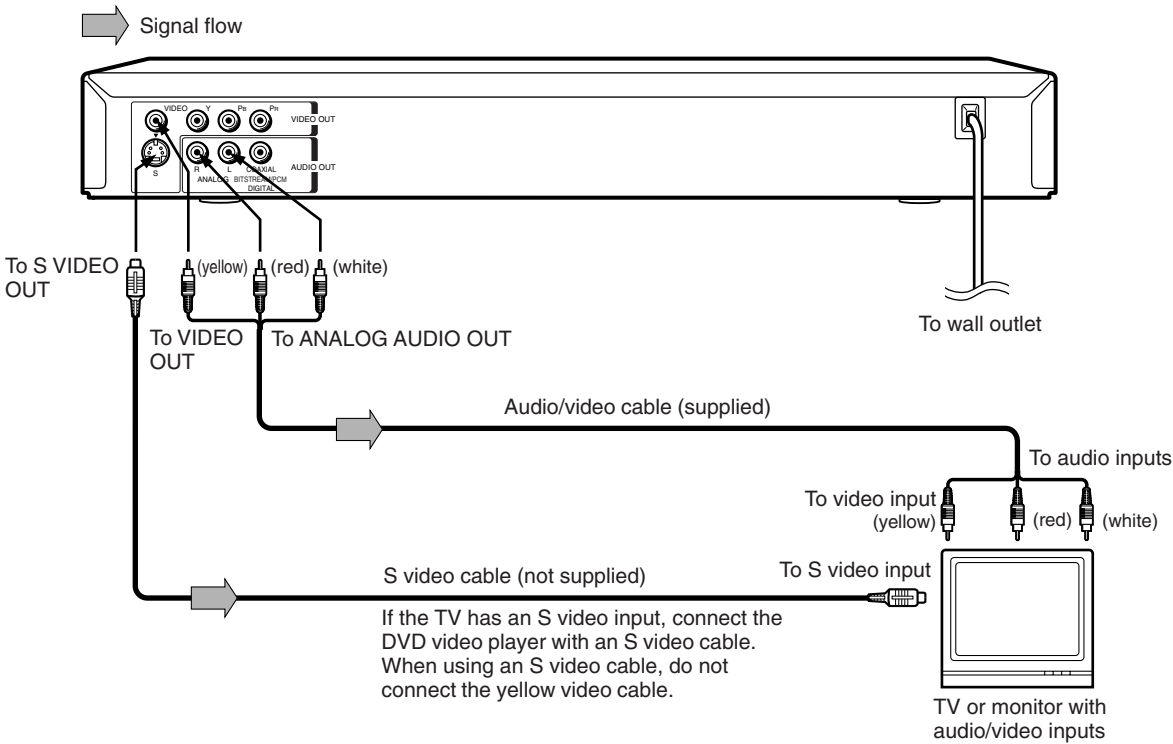 Signal flow
VIDEO Y PB PR
VIDEO OUT
S
R L COAXIAL
AUDIO OUT
ANALOG BITSTREAM/PCM
DIGITAL
To S VIDEO
OUT
(yellow) (red) (white)
To VIDEO
OUT
To ANALOG AUDIO OUT
To wall outlet
Audio/video cable (supplied)
To audio inputs
To video input
(yellow) (red) (white)
S video cable (not supplied)
To S video input
If the TV has an S video input, connect the
DVD video player with an S video cable.
When using an S video cable, do not
connect the yellow video cable.
TV or monitor with
audio/video inputs